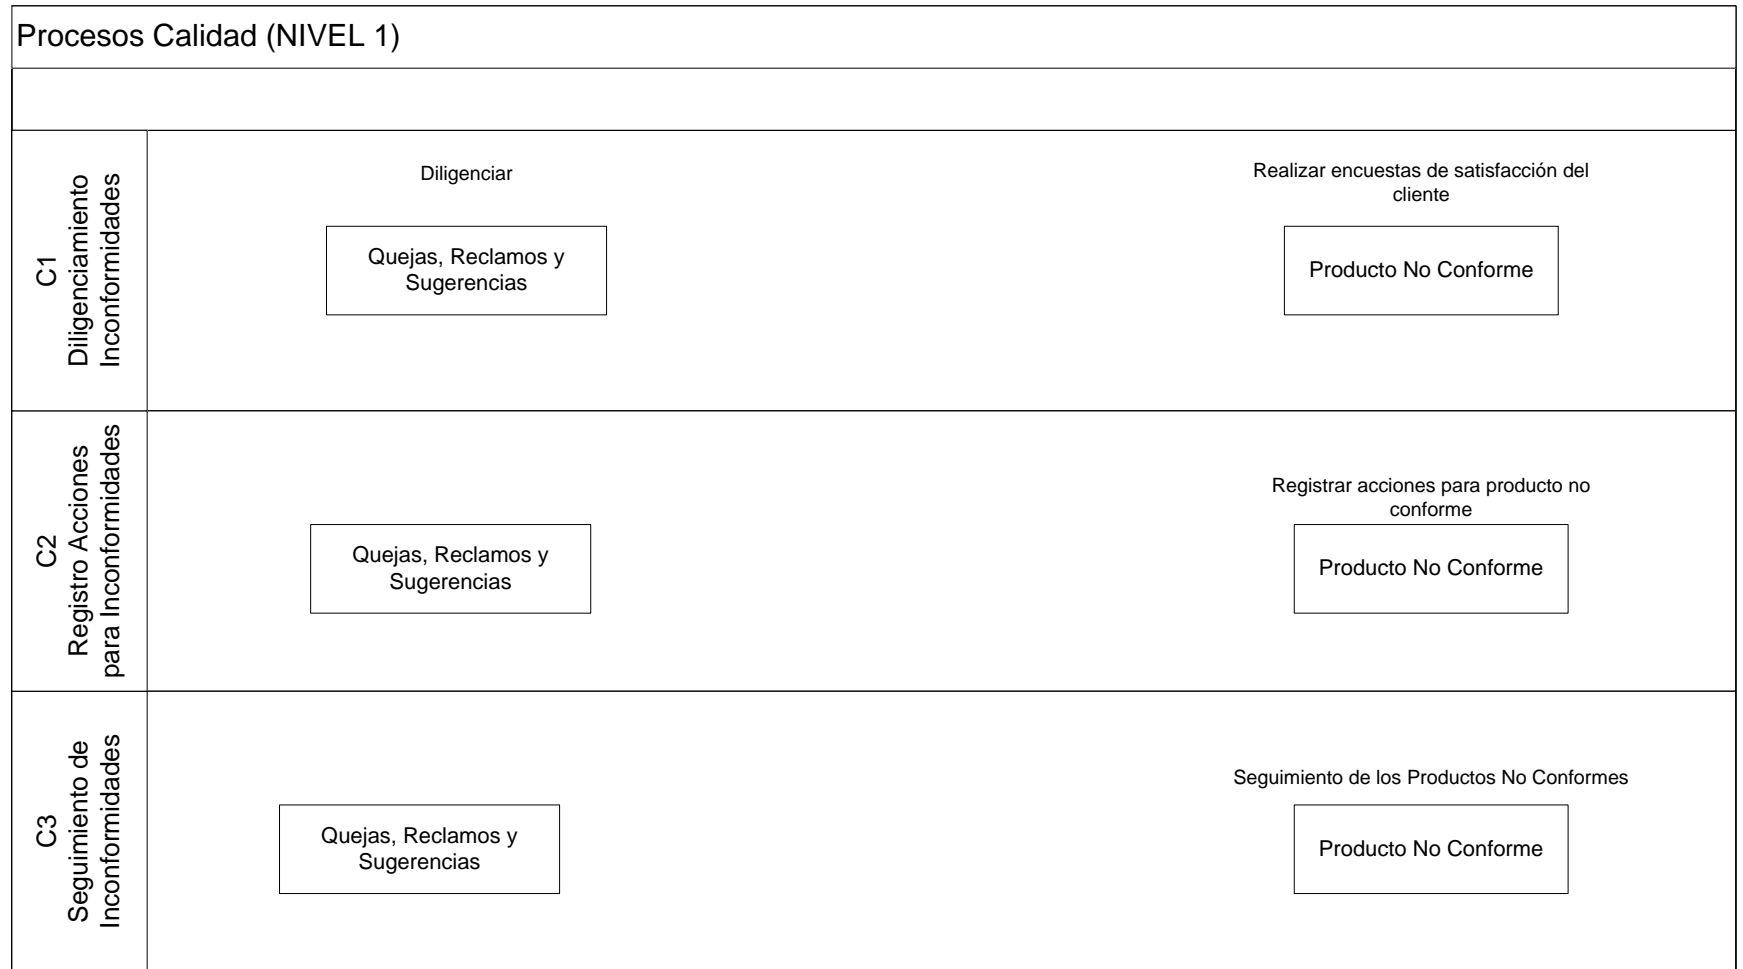 Procesos Calidad (NIVEL 1)
C1
Diligenciamiento
Inconformidades
Diligenciar
Quejas, Reclamos y
Sugerencias
Realizar encuestas de satisfacción del
cliente
Producto No Conforme
C2
Registro Acciones
para Inconformidades
Quejas, Reclamos y
Sugerencias
Registrar acciones para producto no
conforme
Producto No Conforme
C3
Seguimiento de
Inconformidades
Quejas, Reclamos y
Sugerencias
Seguimiento de los Productos No Conformes
Producto No Conforme